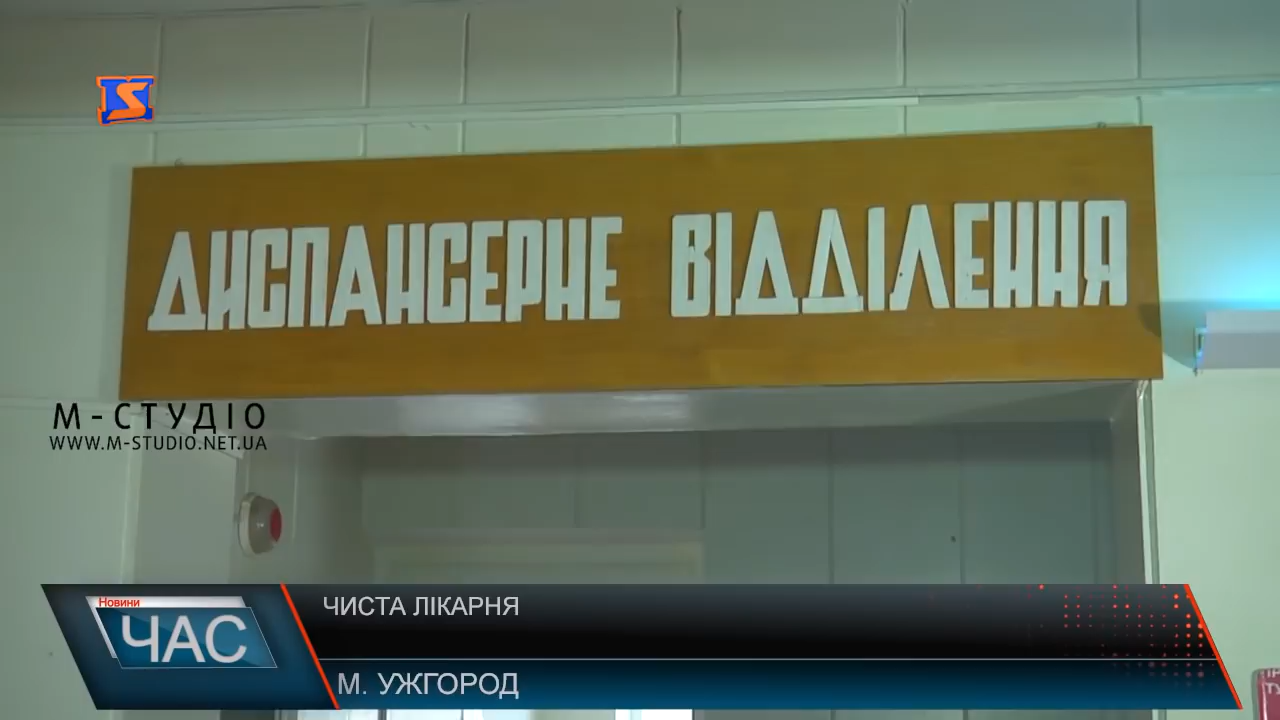 ДИСПАНСЕРНЕ ВІДДІЛЕННЯ
М-СТУДІО
WWW.M-STUDIO.NET.UA
Новини
ЧАС
ЧИСТА ЛІКАРНЯ
М. УЖГОРОД